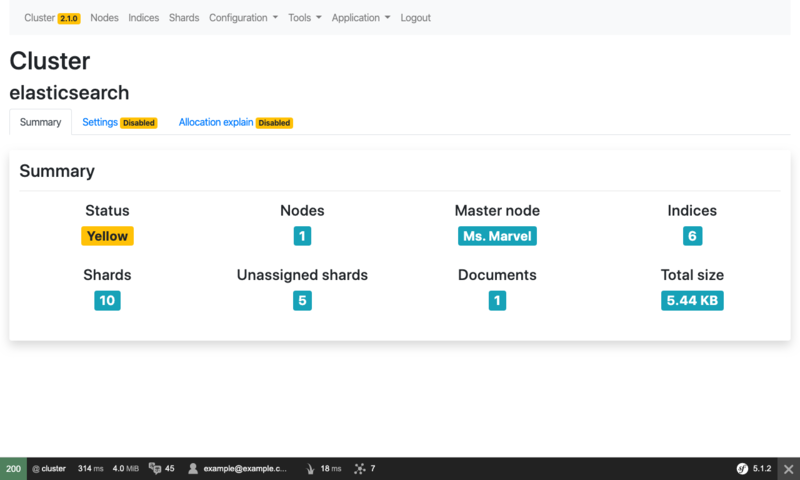 Cluster 2.1.0 Nodes Indices Shards Configuration Tools Application Logout
Cluster
elasticsearch
Summary Settings Disabled Allocation explain Disabled
Summary
Status Nodes Master node Indices
Yellow 1 Ms. Marvel 6
Shards Unassigned shards Documents Total size
10 5 1 5.44 KB
200 @ cluster 314 ms 4.0 MiB 45 example@example.c... 18 ms 7 sf 5.1.2